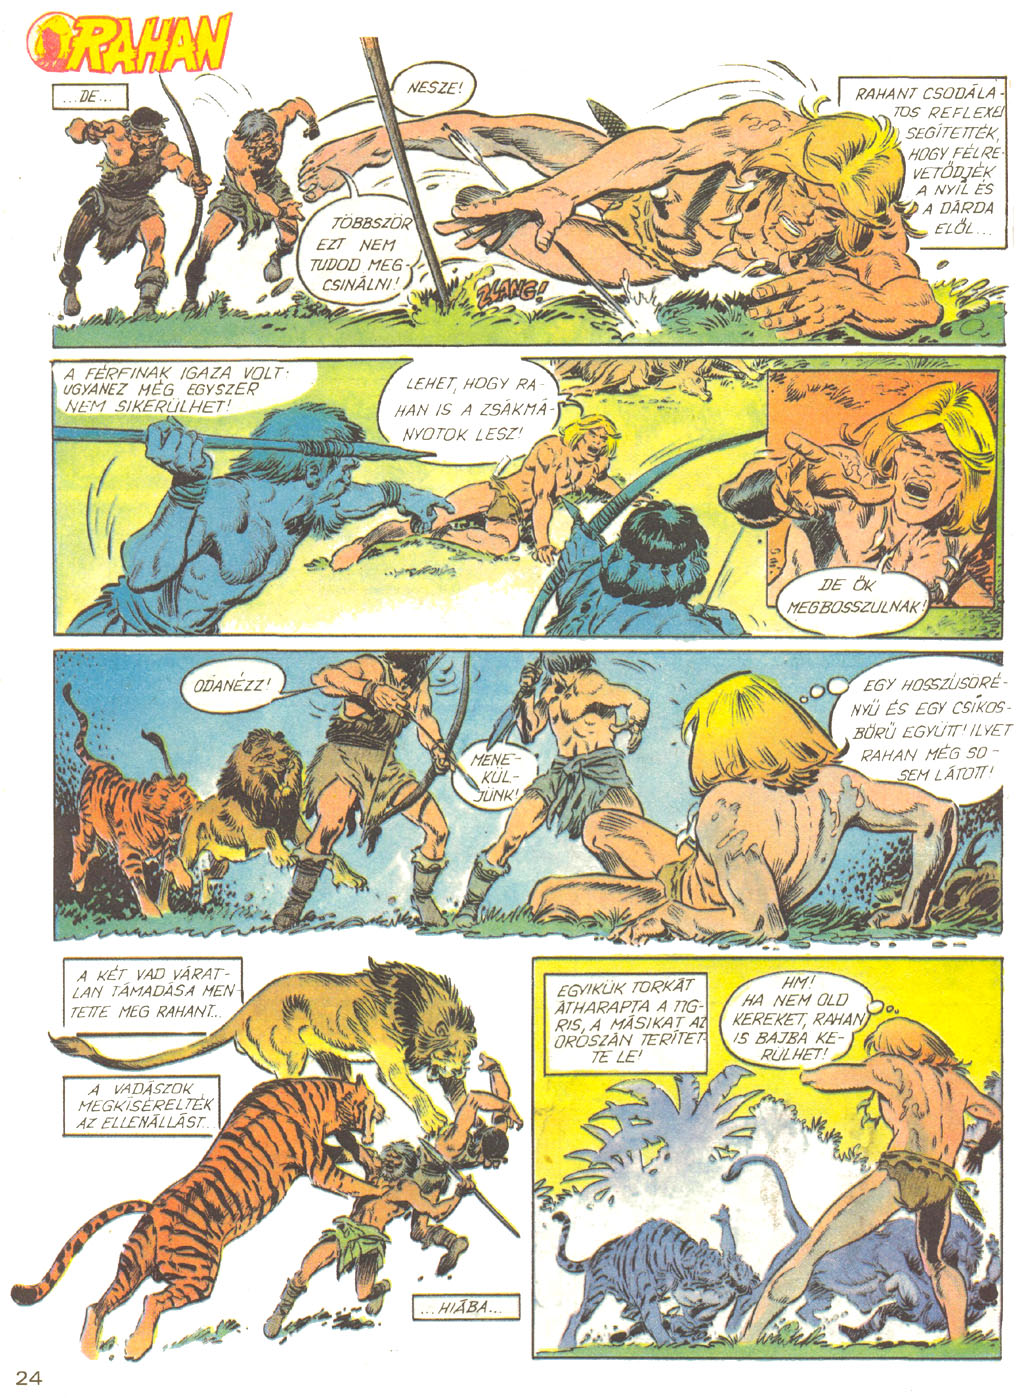 RAHAN
...DE...
NESZE!
TÖBBSZÖR
EZT NEM
TUDOD MEG-
CSINÁLNI!
ZLANG!
RAHANT CSODÁLA-
TOS REFLEXEI
SEGÍTETTÉK,
HOGY FÉLRE-
VETŐDJÉK
A NYÍL ÉS
A DÁRDA
ELŐL...
A FÉRFINAK IGAZA VOLT:
UGYANEZ MÉG EGYSZER
NEM SIKERÜLHET!
LEHET, HOGY RA-
HAN IS A ZSÁKMÁ-
NYOTOK LESZ!
DE ŐK
MEGBOSSZULNAK!
ODANÉZZ!
MENE-
KÜL-
JÜNK!
EGY HOSSZÚSÖRÉ-
NYŰ ÉS EGY CSÍKOS-
BŐRŰ EGYÜTT! ILYET
RAHAN MÉG SO-
SEM LÁTOTT!
A KÉT VAD VÁRAT-
LAN TÁMADÁSA MEN-
TETTE MEG RAHANT...
A VADÁSZOK
MEGKÍSÉRELTÉK
AZ ELLENÁLLÁST...
...HIÁBA...
EGYIKÜK TORKÁT
ÁTHARAPTA A TIG-
RIS, A MÁSIKAT AZ
OROSZLÁN TERÍTET-
TE LE!
HM!
HA NEM OLD
KEREKET, RAHAN
IS BAJBA KE-
RÜLHET!
24